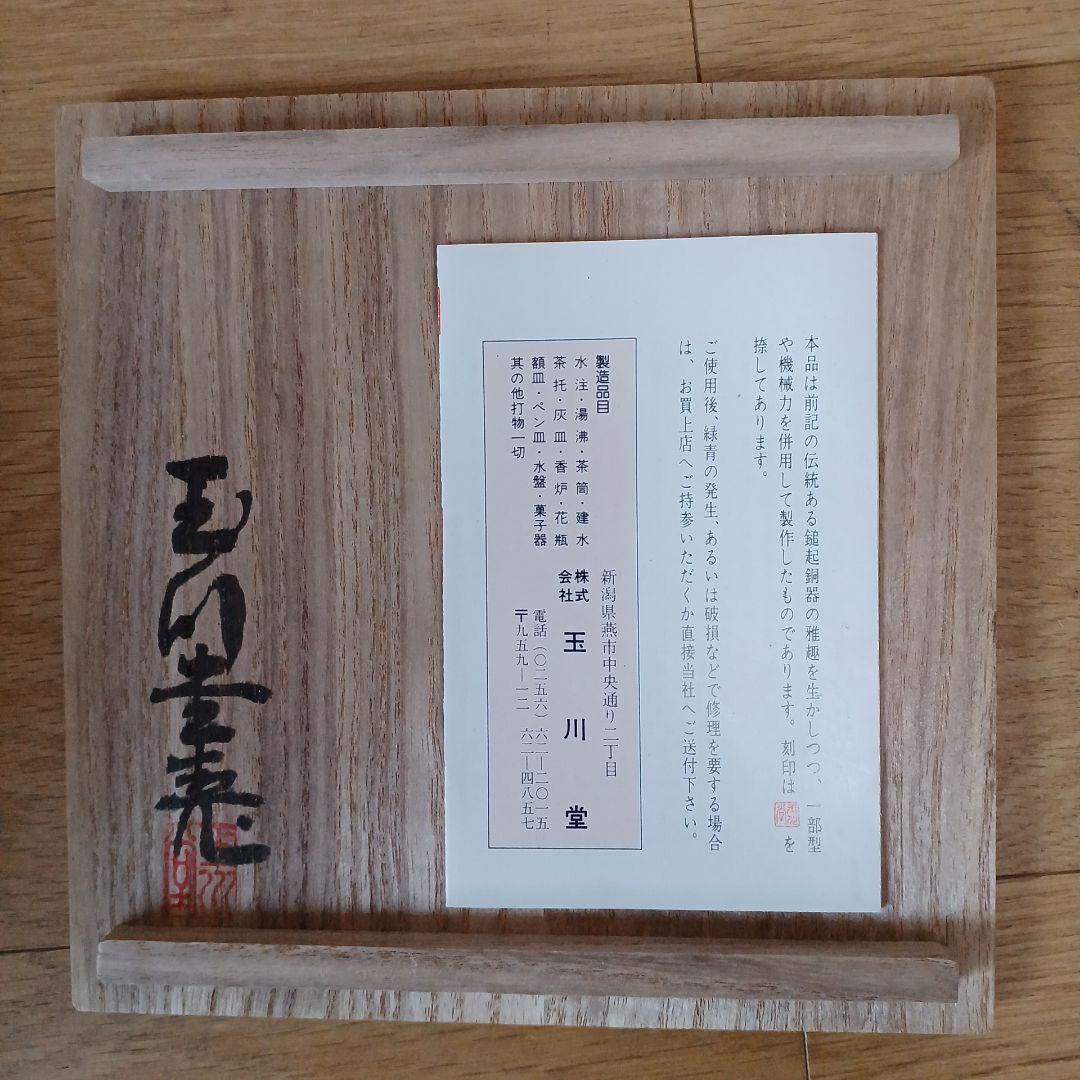 本品は前記の伝統ある鎚起銅器の雅趣を生かしつつ、一部型
や機械力を併用して製作したものであります。刻印は 玉川堂 を
捺してあります。
ご使用後、緑青の発生、あるいは破損などで修理を要する場合
は、お買上店へご持参いただくか直接当社へご送付下さい。
製造品目
水注・湯沸・茶筒・建水
茶托・灰皿・香炉・花瓶
額皿・ペン皿・水盤・菓子器
其の他打物一切
新潟県燕市中央通り二丁目
株式会社 玉川堂
電話(〇二五六)六二―二〇一五
六二―四八五七
〒九五九―一二
玉川堂